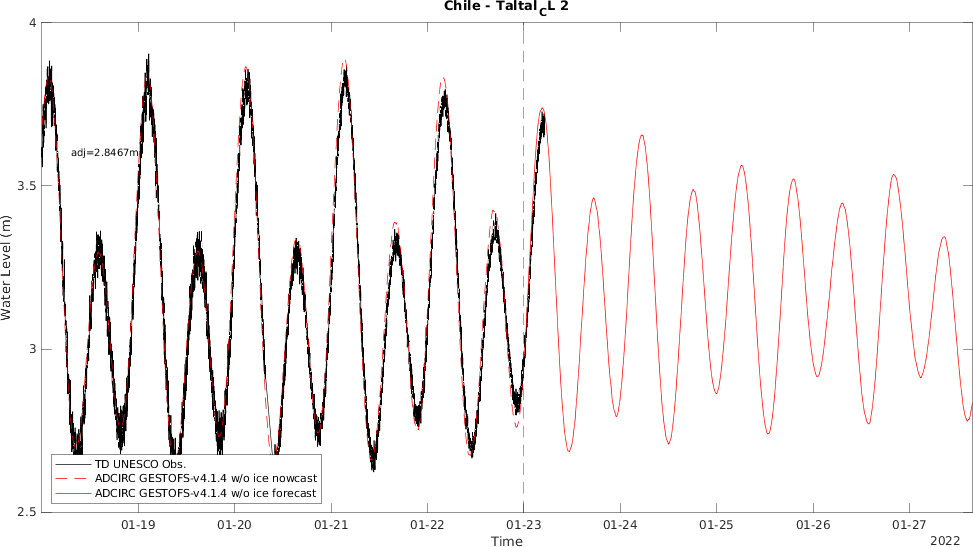 Chile - Taltal_CL 2
4
adj=2.8467m
3.5
Water Level (m)
3
TD UNESCO Obs.
ADCIRC GESTOFS-v4.1.4 w/o ice nowcast
ADCIRC GESTOFS-v4.1.4 w/o ice forecast
2.5
01-19 01-20 01-21 01-22 01-23 01-24 01-25 01-26 01-27
Time
2022